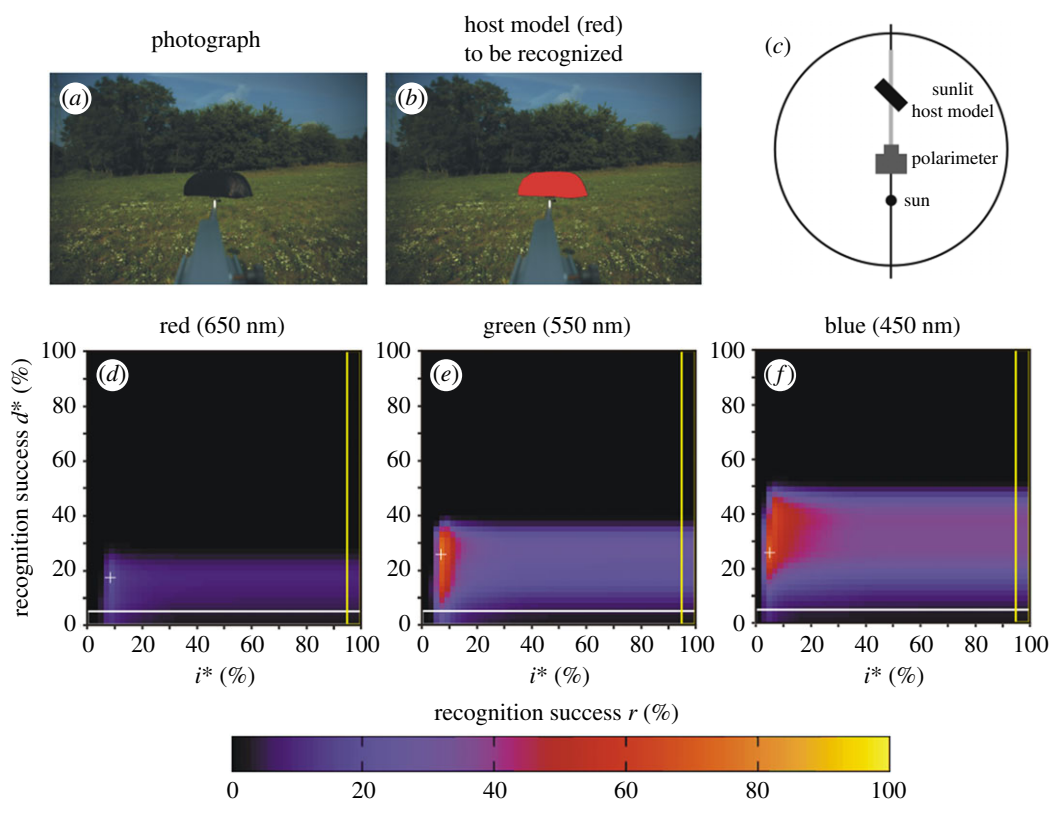 photograph
host model (red)
to be recognized
(a)
(b)
(c)
sunlit
host model
polarimeter
sun
red (650 nm)
green (550 nm)
blue (450 nm)
recognition success d* (%)
100
80
60
40
20
0
(d)
0 20 40 60 80 100
i* (%)
100
80
60
40
20
0
(e)
0 20 40 60 80 100
i* (%)
100
80
60
40
20
0
(f)
0 20 40 60 80 100
i* (%)
recognition success r (%)
0 20 40 60 80 100